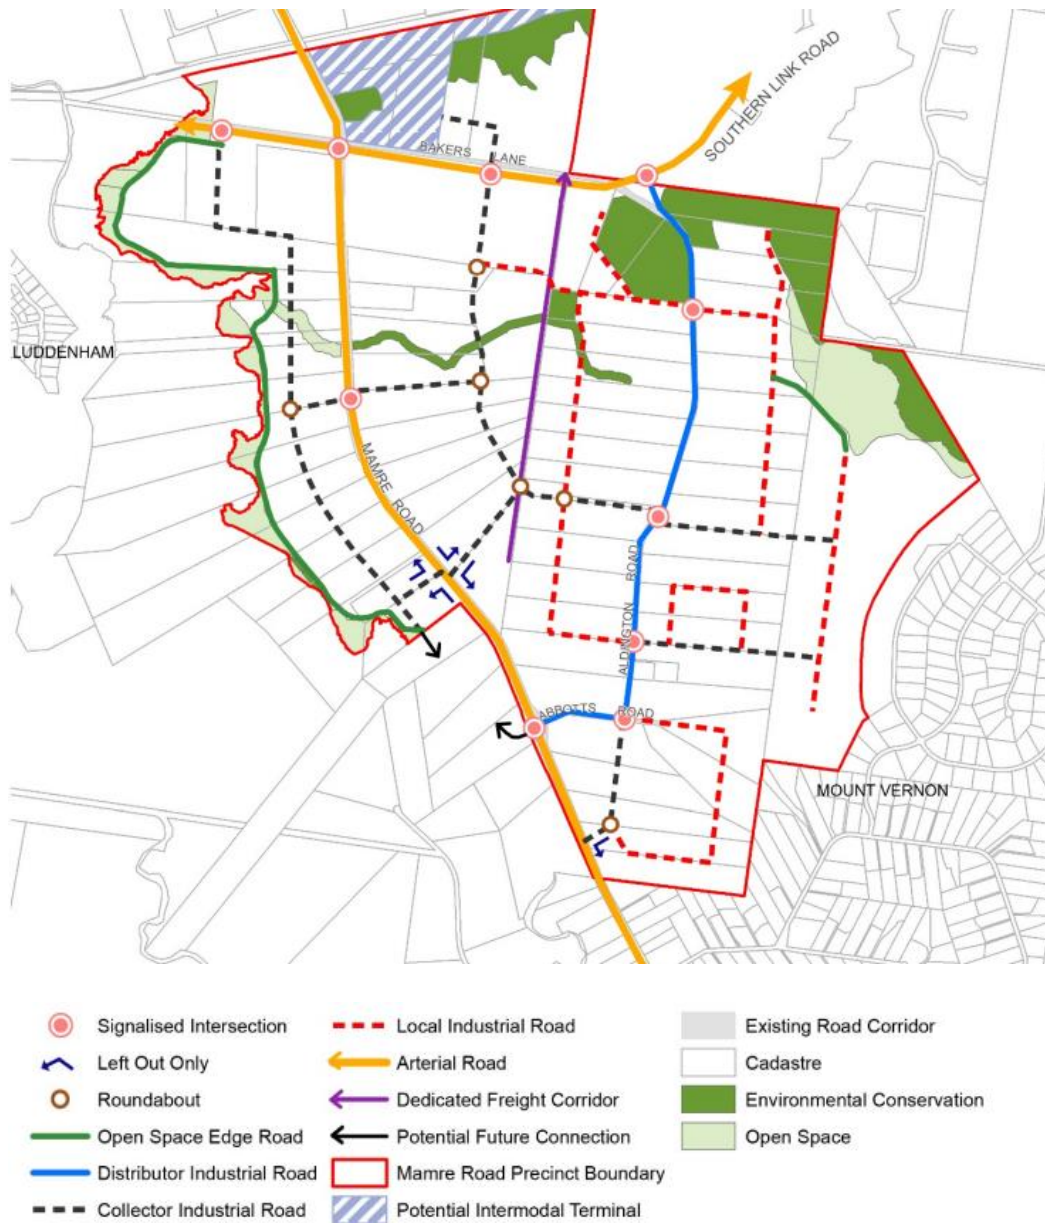 SOUTHERN LINK ROAD
BAKERS LANE
LUDDENHAM
MAMRE ROAD
ALDINGTON ROAD
ABBOTTS ROAD
MOUNT VERNON
Signalised Intersection
Left Out Only
Roundabout
Open Space Edge Road
Distributor Industrial Road
Collector Industrial Road
Local Industrial Road
Arterial Road
Dedicated Freight Corridor
Potential Future Connection
Mamre Road Precinct Boundary
Potential Intermodal Terminal
Existing Road Corridor
Cadastre
Environmental Conservation
Open Space